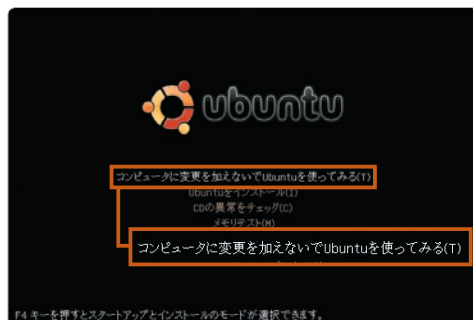 ubuntu
コンピュータに変更を加えないでUbuntuを使ってみる(T)
Ubuntuをインストール(I)
CDの異常をチェック(C)
メモリテスト(M)
コンピュータに変更を加えないでUbuntuを使ってみる(T)
F4 キーを押すとスタートアップとインストールのモードが選択できます。